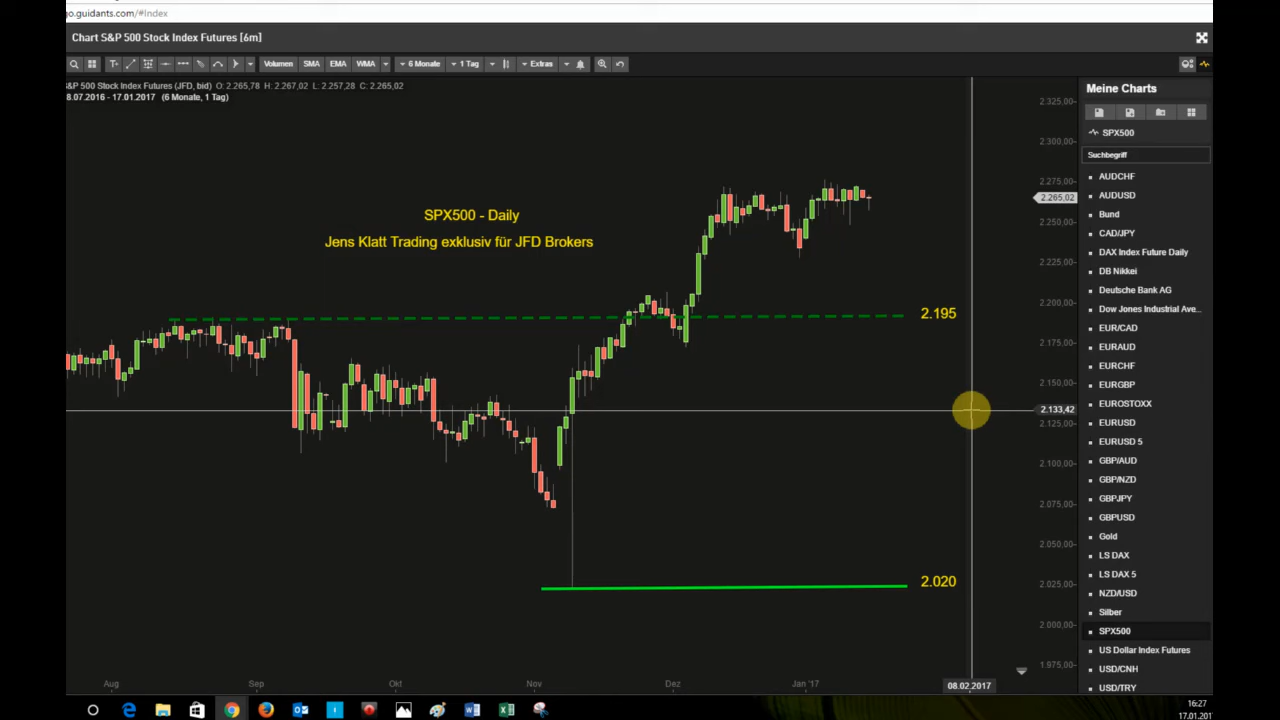 go.guidants.com/#Index
Chart S&P 500 Stock Index Futures [6m]
Volumen SMA EMA WMA 6 Monate 1 Tag Extras
&P 500 Stock Index Futures (JFD, bid) O: 2.265,78 H: 2.267,02 L: 2.257,28 C: 2.265,02
8.07.2016 - 17.01.2017 (6 Monate, 1 Tag)
SPX500 - Daily
Jens Klatt Trading exklusiv für JFD Brokers
2.195
2.020
2.325,00
2.300,00
2.275,00
2.265,02
2.250,00
2.225,00
2.200,00
2.175,00
2.150,00
2.133,42
2.125,00
2.100,00
2.075,00
2.050,00
2.025,00
2.000,00
1.975,00
Aug Sep Okt Nov Dez Jan '17 08.02.2017
Meine Charts
SPX500
Suchbegriff
AUDCHF
AUDUSD
Bund
CAD/JPY
DAX Index Future Daily
DB Nikkei
Deutsche Bank AG
Dow Jones Industrial Ave...
EUR/CAD
EURAUD
EURCHF
EURGBP
EUROSTOXX
EURUSD
EURUSD 5
GBP/AUD
GBP/NZD
GBPJPY
GBPUSD
Gold
LS DAX
LS DAX 5
NZD/USD
Silber
SPX500
US Dollar Index Futures
USD/CNH
USD/TRY
16:27
17.01.201